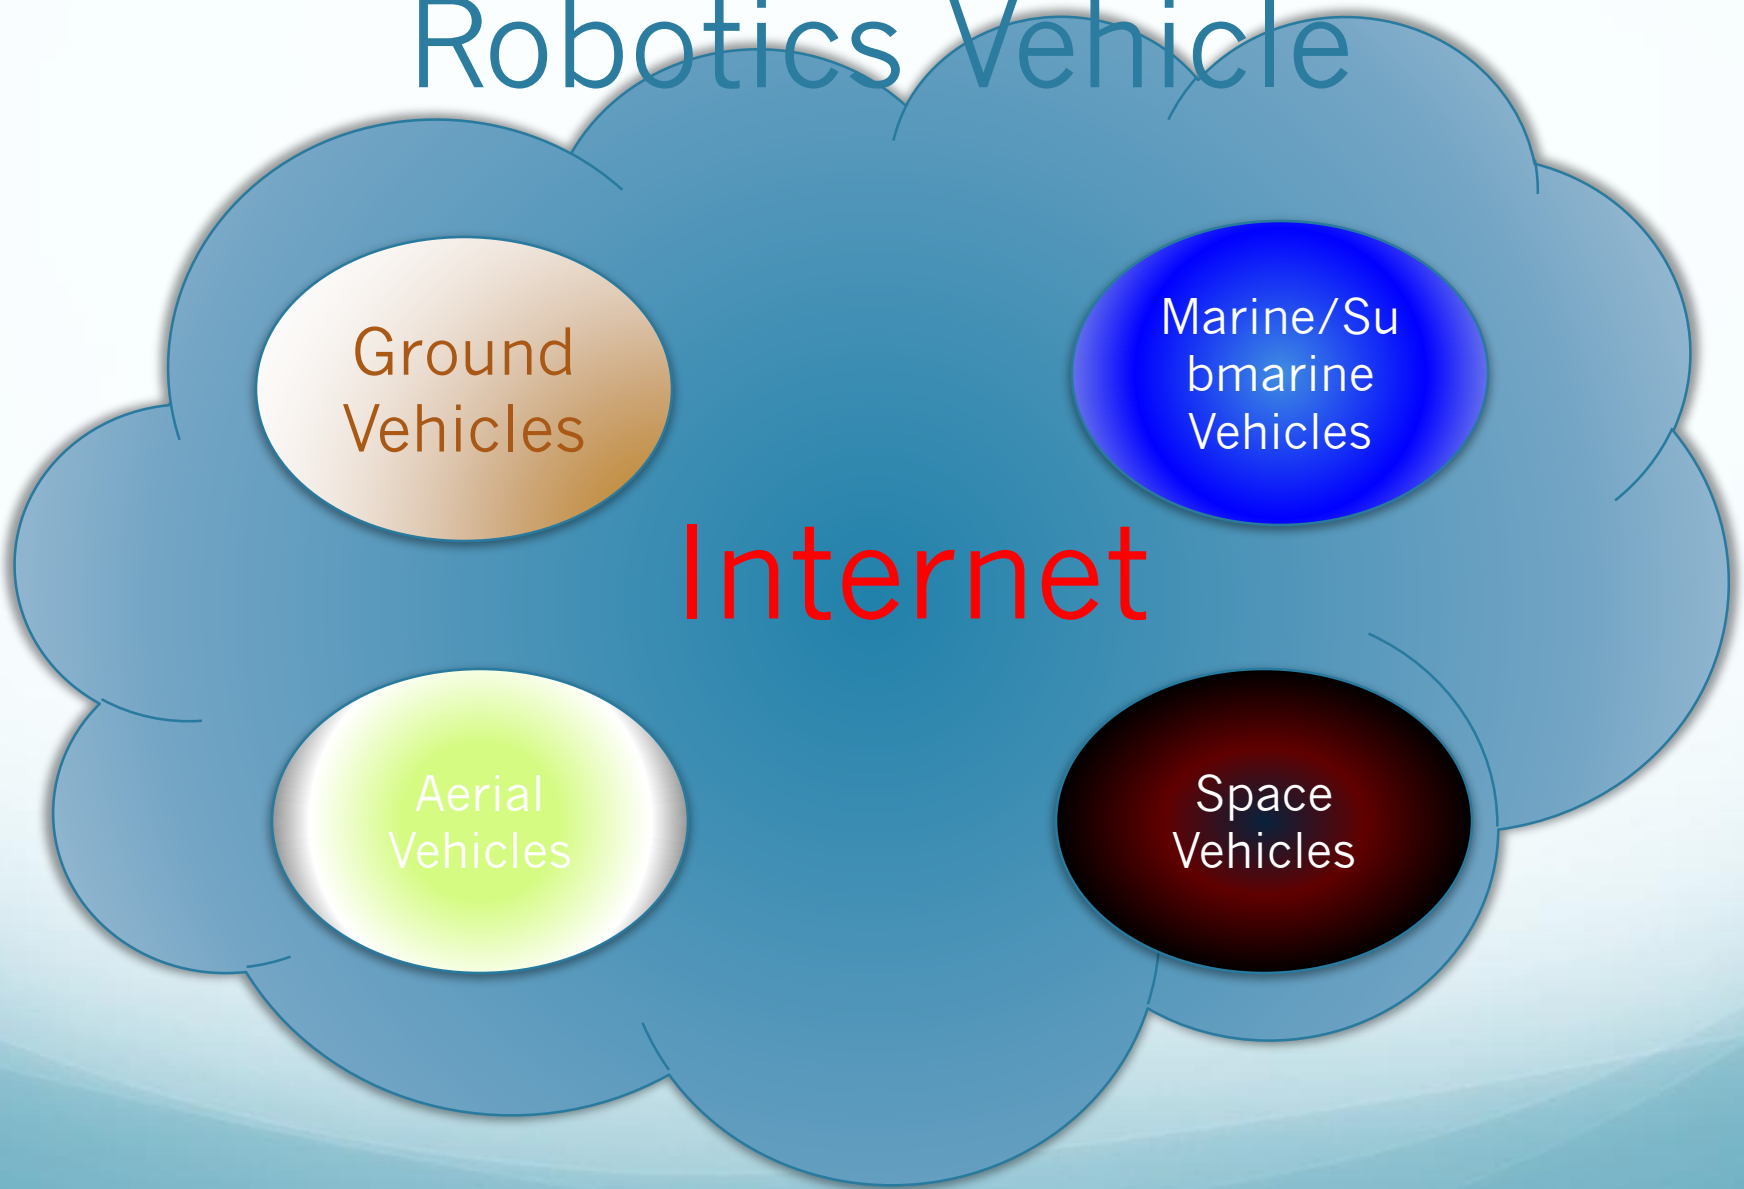 Robotics Vehicle
Ground
Vehicles
Marine/Su
bmarine
Vehicles
Internet
Aerial
Vehicles
Space
Vehicles